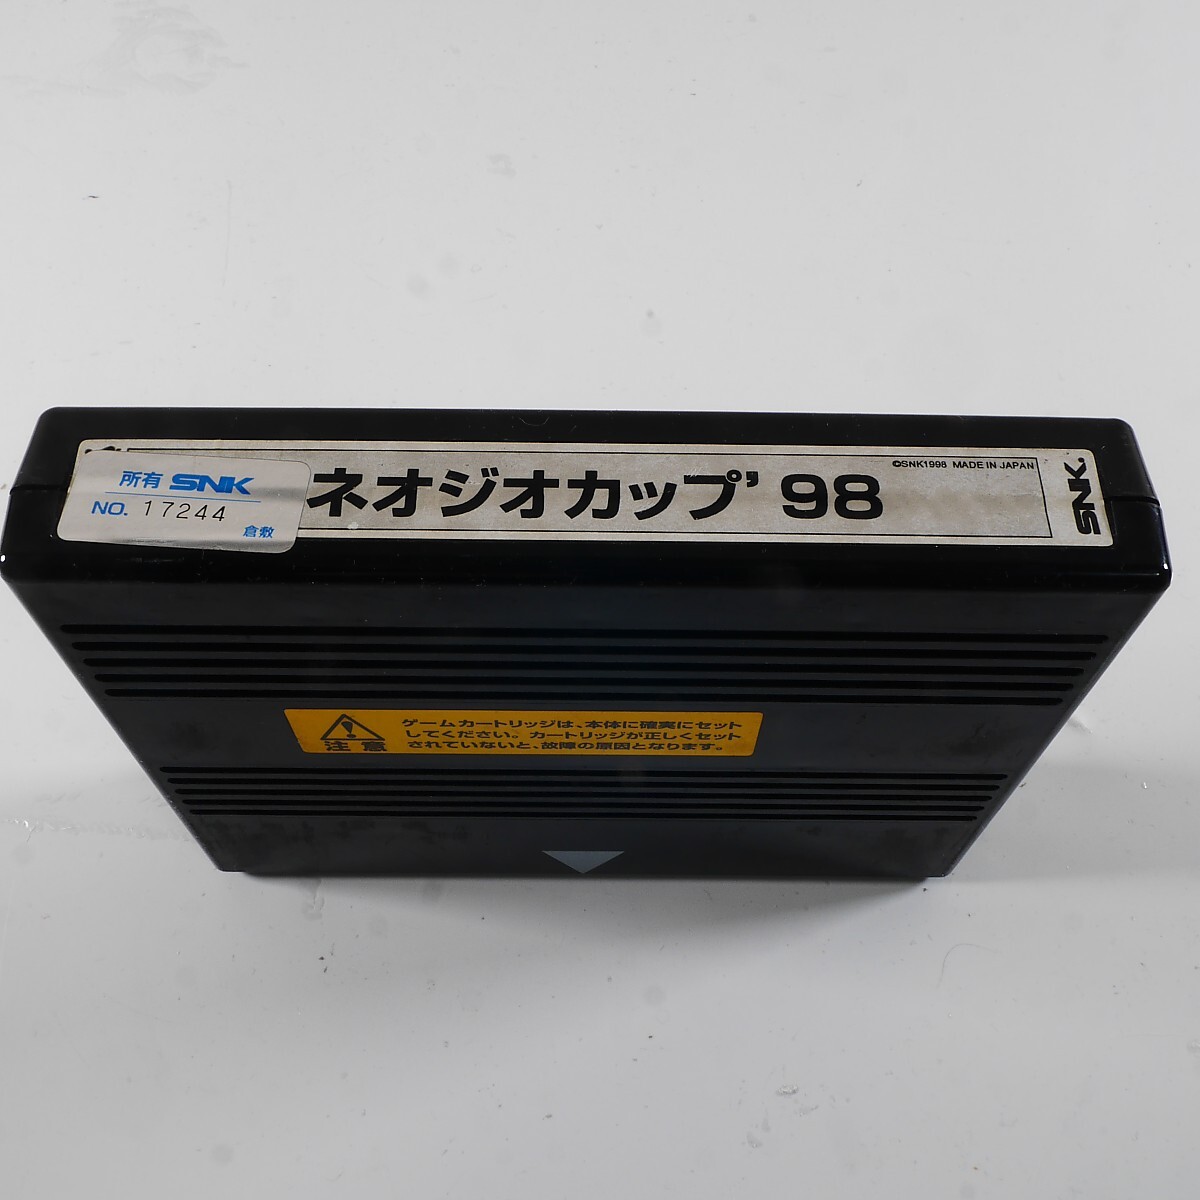 所有 SNK
NO. 17244
倉敷
ネオジオカップ’98
©SNK1998 MADE IN JAPAN
SNK.
注意
ゲームカートリッジは、本体に確実にセット
してください。カートリッジが正しくセット
されていないと、故障の原因となります。